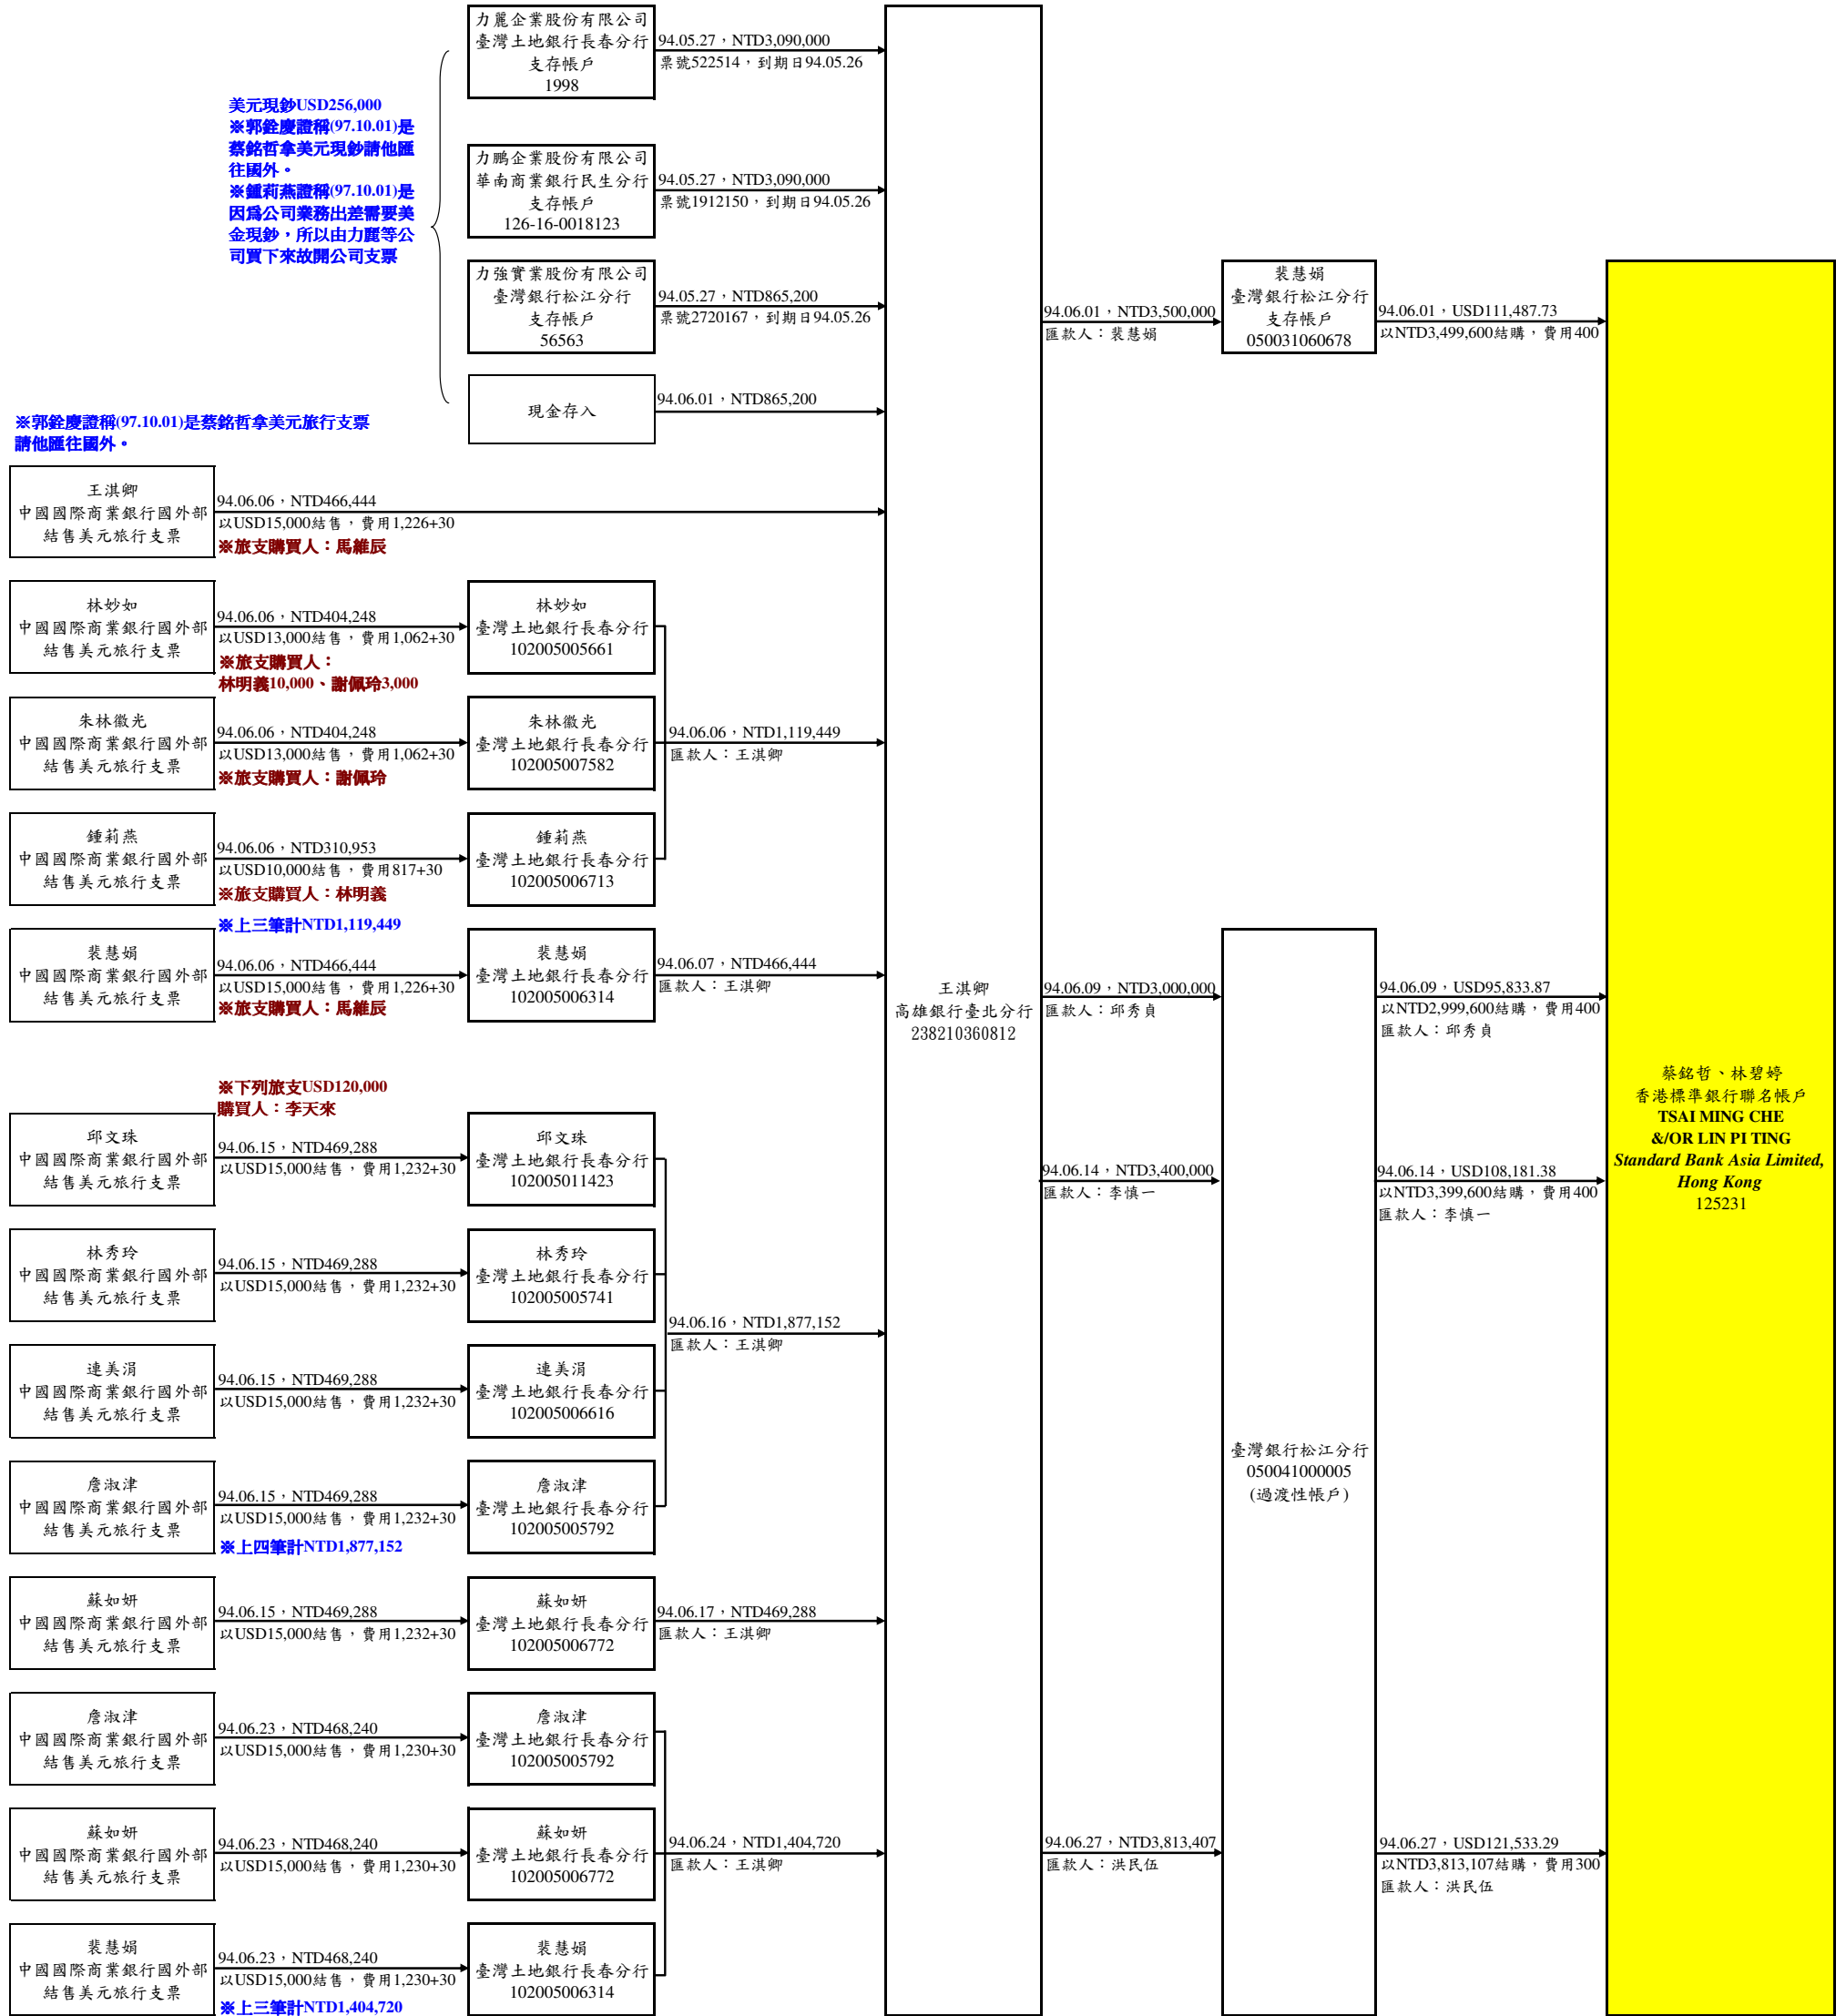 力麗企業股份有限公司
臺灣土地銀行長春分行
支存帳戶
1998
94.05.27，NTD3,090,000
票號522514，到期日94.05.26
美元現鈔USD256,000
※郭銓慶證稱(97.10.01)是
蔡銘哲拿美元現鈔請他匯
往國外。
※鍾莉燕證稱(97.10.01)是
因為公司業務出差需要美
金現鈔，所以由力麗等公
司買下來故開公司支票
力鵬企業股份有限公司
華南商業銀行民生分行
支存帳戶
126-16-0018123
94.05.27，NTD3,090,000
票號1912150，到期日94.05.26
力強實業股份有限公司
臺灣銀行松江分行
支存帳戶
56563
94.05.27，NTD865,200
票號2720167，到期日94.05.26
94.06.01，NTD3,500,000
匯款人：裴慧娟
裴慧娟
臺灣銀行松江分行
支存帳戶
050031060678
94.06.01，USD111,487.73
以NTD3,499,600結購，費用400
現金存入
94.06.01，NTD865,200
※郭銓慶證稱(97.10.01)是蔡銘哲拿美元旅行支票
請他匯往國外。
王淇卿
中國國際商業銀行國外部
結售美元旅行支票
94.06.06，NTD466,444
以USD15,000結售，費用1,226+30
※旅支購買人：馬維辰
林妙如
中國國際商業銀行國外部
結售美元旅行支票
94.06.06，NTD404,248
以USD13,000結售，費用1,062+30
※旅支購買人：
林明義10,000、謝佩玲3,000
林妙如
臺灣土地銀行長春分行
102005005661
朱林徽光
中國國際商業銀行國外部
結售美元旅行支票
94.06.06，NTD404,248
以USD13,000結售，費用1,062+30
※旅支購買人：謝佩玲
朱林徽光
臺灣土地銀行長春分行
102005007582
94.06.06，NTD1,119,449
匯款人：王淇卿
鍾莉燕
中國國際商業銀行國外部
結售美元旅行支票
94.06.06，NTD310,953
以USD10,000結售，費用817+30
※旅支購買人：林明義
鍾莉燕
臺灣土地銀行長春分行
102005006713
※上三筆計NTD1,119,449
裴慧娟
中國國際商業銀行國外部
結售美元旅行支票
94.06.06，NTD466,444
以USD15,000結售，費用1,226+30
※旅支購買人：馬維辰
裴慧娟
臺灣土地銀行長春分行
102005006314
94.06.07，NTD466,444
匯款人：王淇卿
王淇卿
高雄銀行臺北分行
238210360812
94.06.09，NTD3,000,000
匯款人：邱秀貞
94.06.09，USD95,833.87
以NTD2,999,600結購，費用400
匯款人：邱秀貞
蔡銘哲、林碧婷
香港標準銀行聯名帳戶
TSAI MING CHE
&/OR LIN PI TING
Standard Bank Asia Limited,
Hong Kong
125231
※下列旅支USD120,000
購買人：李天來
邱文珠
中國國際商業銀行國外部
結售美元旅行支票
94.06.15，NTD469,288
以USD15,000結售，費用1,232+30
邱文珠
臺灣土地銀行長春分行
102005011423
94.06.14，NTD3,400,000
匯款人：李慎一
94.06.14，USD108,181.38
以NTD3,399,600結購，費用400
匯款人：李慎一
林秀玲
中國國際商業銀行國外部
結售美元旅行支票
94.06.15，NTD469,288
以USD15,000結售，費用1,232+30
林秀玲
臺灣土地銀行長春分行
102005005741
94.06.16，NTD1,877,152
匯款人：王淇卿
連美涓
中國國際商業銀行國外部
結售美元旅行支票
94.06.15，NTD469,288
以USD15,000結售，費用1,232+30
連美涓
臺灣土地銀行長春分行
102005006616
詹淑津
中國國際商業銀行國外部
結售美元旅行支票
94.06.15，NTD469,288
以USD15,000結售，費用1,232+30
※上四筆計NTD1,877,152
詹淑津
臺灣土地銀行長春分行
102005005792
臺灣銀行松江分行
050041000005
(過渡性帳戶)
蘇如妍
中國國際商業銀行國外部
結售美元旅行支票
94.06.15，NTD469,288
以USD15,000結售，費用1,232+30
蘇如妍
臺灣土地銀行長春分行
102005006772
94.06.17，NTD469,288
匯款人：王淇卿
詹淑津
中國國際商業銀行國外部
結售美元旅行支票
94.06.23，NTD468,240
以USD15,000結售，費用1,230+30
詹淑津
臺灣土地銀行長春分行
102005005792
蘇如妍
中國國際商業銀行國外部
結售美元旅行支票
94.06.23，NTD468,240
以USD15,000結售，費用1,230+30
蘇如妍
臺灣土地銀行長春分行
102005006772
94.06.24，NTD1,404,720
匯款人：王淇卿
94.06.27，NTD3,813,407
匯款人：洪民伍
94.06.27，USD121,533.29
以NTD3,813,107結購，費用300
匯款人：洪民伍
裴慧娟
中國國際商業銀行國外部
結售美元旅行支票
94.06.23，NTD468,240
以USD15,000結售，費用1,230+30
※上三筆計NTD1,404,720
裴慧娟
臺灣土地銀行長春分行
102005006314